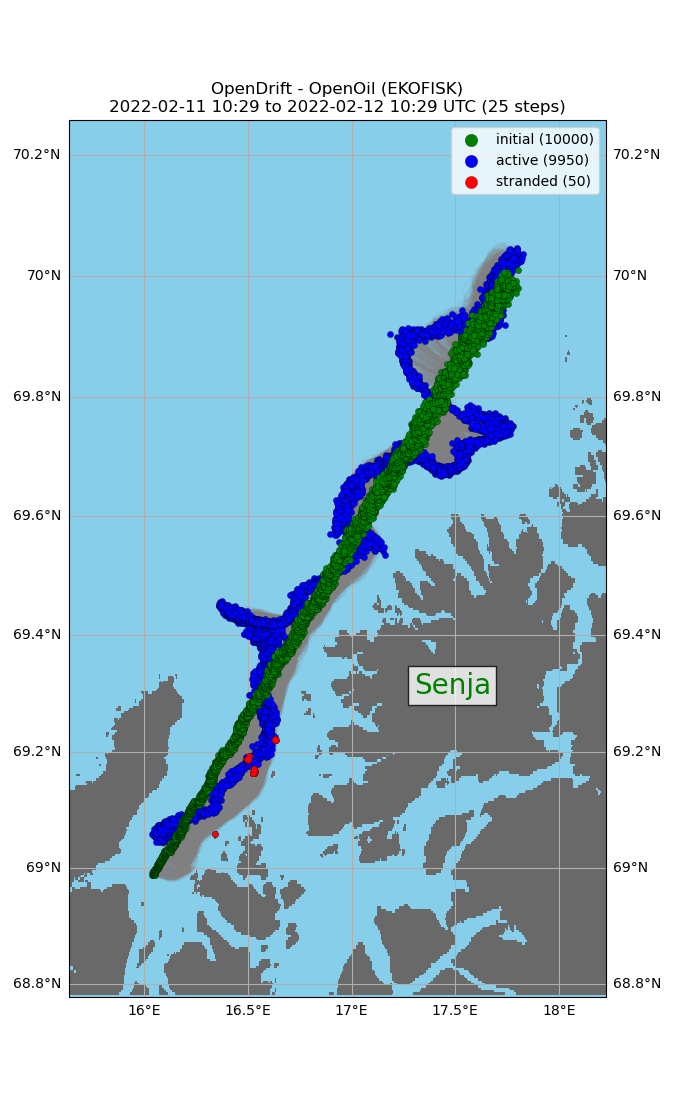 OpenDrift - OpenOil (EKOFISK)
2022-02-11 10:29 to 2022-02-12 10:29 UTC (25 steps)
initial (10000)
active (9950)
stranded (50)
70.2°N 70.2°N
70°N 70°N
69.8°N 69.8°N
69.6°N 69.6°N
69.4°N 69.4°N
Senja
69.2°N 69.2°N
69°N 69°N
68.8°N 68.8°N
16°E 16.5°E 17°E 17.5°E 18°E